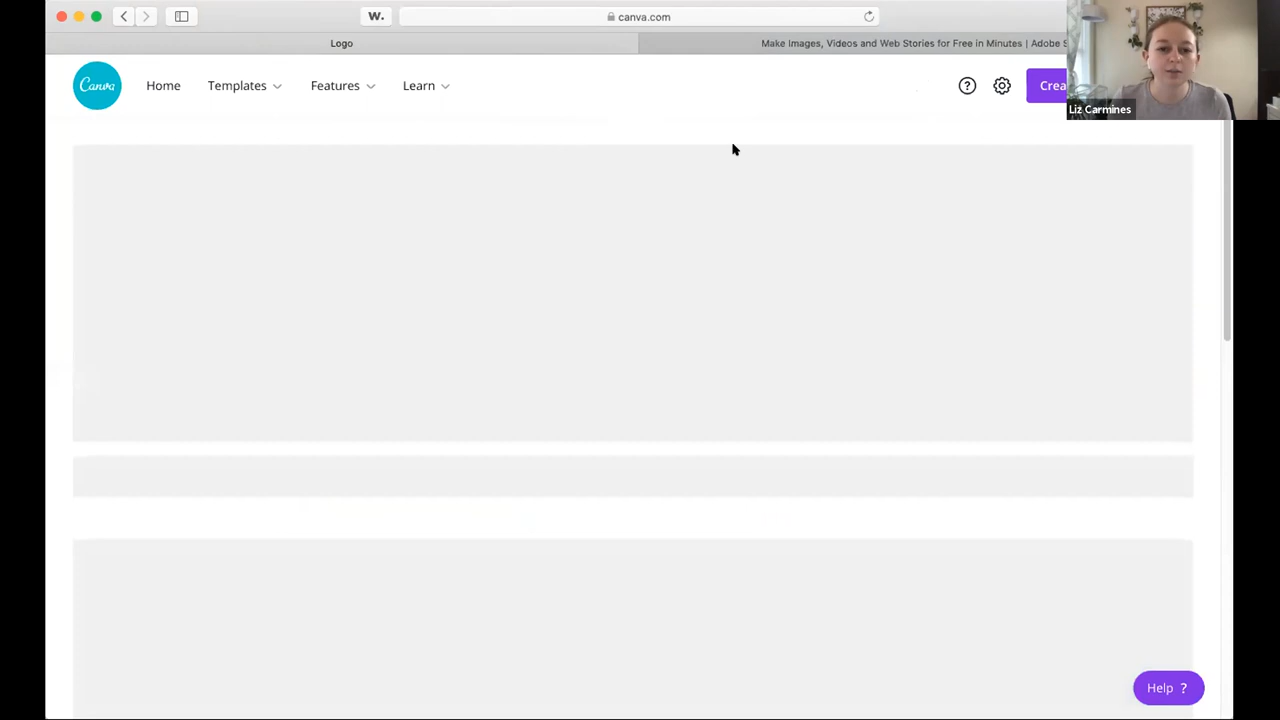 W.
canva.com
Logo
Make Images, Videos and Web Stories for Free in Minutes | Adobe S
Canva
Home
Templates
Features
Learn
?
Crea
Liz Carmines
Help ?